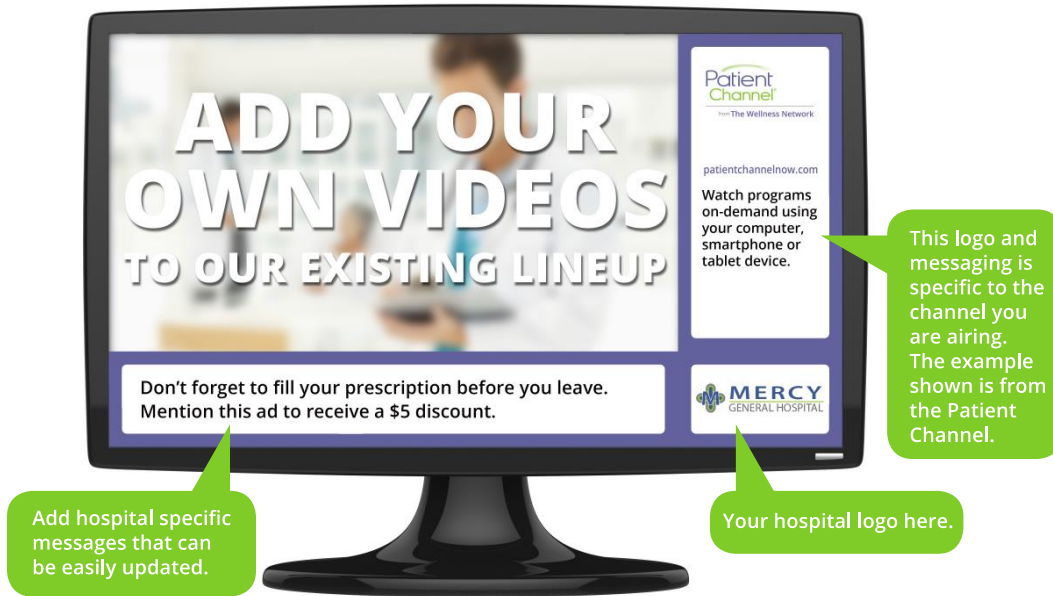 ADD YOUR
OWN VIDEOS
TO OUR EXISTING LINEUP
Patient
Channel
from The Wellness Network
patientchannelnow.com
Watch programs
on-demand using
your computer,
smartphone or
tablet device.
Don’t forget to fill your prescription before you leave.
Mention this ad to receive a $5 discount.
M
MERCY
GENERAL HOSPITAL
This logo and
messaging is
specific to the
channel you
are airing.
The example
shown is from
the Patient
Channel.
Add hospital specific
messages that can
be easily updated.
Your hospital logo here.